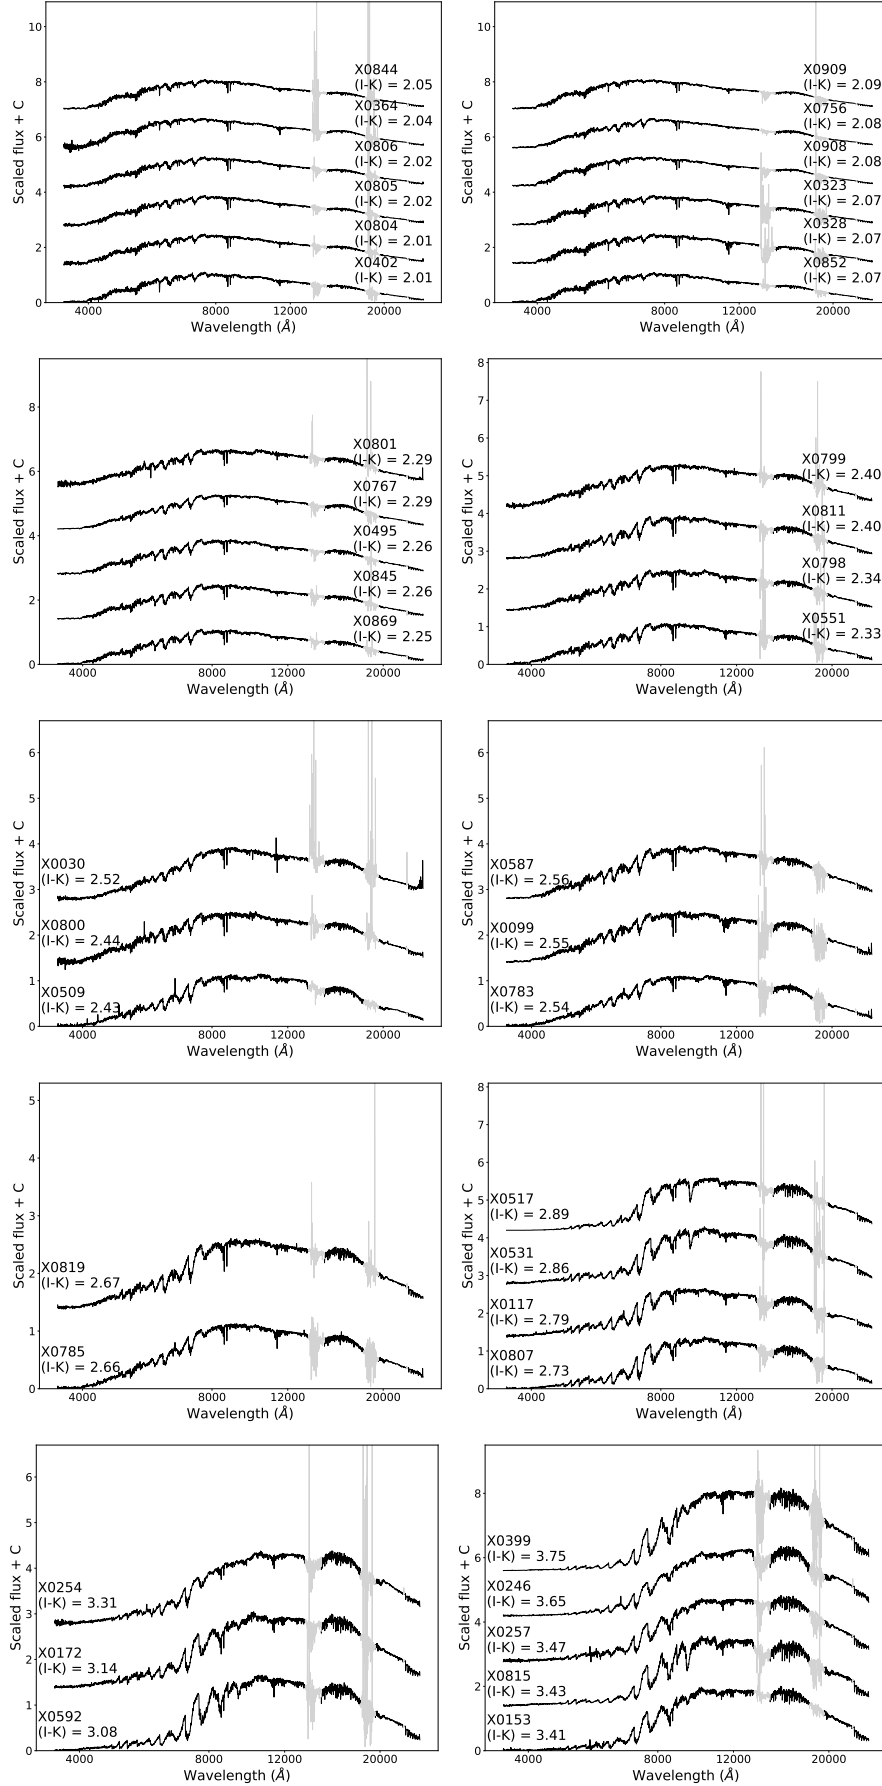 10
8
6
4
2
0
Scaled flux + C
X0844
(I-K) = 2.05
X0364
(I-K) = 2.04
X0806
(I-K) = 2.02
X0805
(I-K) = 2.02
X0804
(I-K) = 2.01
X0402
(I-K) = 2.01
4000 8000 12000 20000
Wavelength (Å)
10
8
6
4
2
0
Scaled flux + C
X0909
(I-K) = 2.09
X0756
(I-K) = 2.08
X0908
(I-K) = 2.08
X0323
(I-K) = 2.07
X0328
(I-K) = 2.07
X0852
(I-K) = 2.07
4000 8000 12000 20000
Wavelength (Å)
8
6
4
2
0
Scaled flux + C
X0801
(I-K) = 2.29
X0767
(I-K) = 2.29
X0495
(I-K) = 2.26
X0845
(I-K) = 2.26
X0869
(I-K) = 2.25
4000 8000 12000 20000
Wavelength (Å)
8
7
6
5
4
3
2
1
0
Scaled flux + C
X0799
(I-K) = 2.40
X0811
(I-K) = 2.40
X0798
(I-K) = 2.34
X0551
(I-K) = 2.33
4000 8000 12000 20000
Wavelength (Å)
6
5
4
3
2
1
0
Scaled flux + C
X0030
(I-K) = 2.52
X0800
(I-K) = 2.44
X0509
(I-K) = 2.43
4000 8000 12000 20000
Wavelength (Å)
6
5
4
3
2
1
0
Scaled flux + C
X0587
(I-K) = 2.56
X0099
(I-K) = 2.55
X0783
(I-K) = 2.54
4000 8000 12000 20000
Wavelength (Å)
5
4
3
2
1
0
Scaled flux + C
X0819
(I-K) = 2.67
X0785
(I-K) = 2.66
4000 8000 12000 20000
Wavelength (Å)
8
7
6
5
4
3
2
1
0
Scaled flux + C
X0517
(I-K) = 2.89
X0531
(I-K) = 2.86
X0117
(I-K) = 2.79
X0807
(I-K) = 2.73
4000 8000 12000 20000
Wavelength (Å)
6
5
4
3
2
1
0
Scaled flux + C
X0254
(I-K) = 3.31
X0172
(I-K) = 3.14
X0592
(I-K) = 3.08
4000 8000 12000 20000
Wavelength (Å)
8
6
4
2
0
Scaled flux + C
X0399
(I-K) = 3.75
X0246
(I-K) = 3.65
X0257
(I-K) = 3.47
X0815
(I-K) = 3.43
X0153
(I-K) = 3.41
4000 8000 12000 20000
Wavelength (Å)